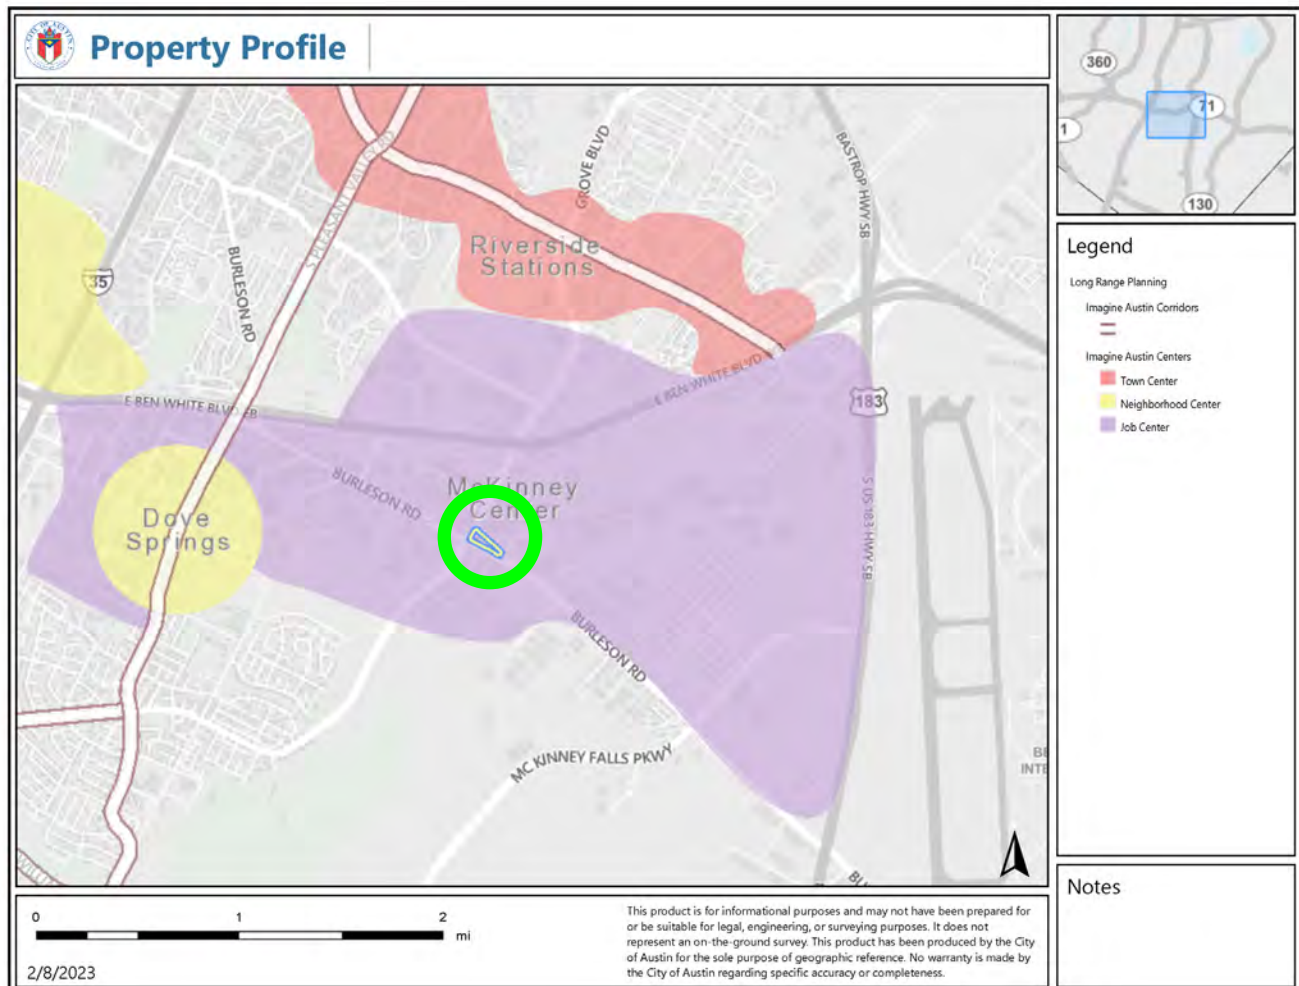 CITY OF AUSTIN
Property Profile
360
71
1
130
S PLEASANT VALLEY RD
GROVE BLVD
BASTROP HWY SB
BURLESON RD
35
Riverside
Stations
E BEN WHITE BLVD EB
E BEN WHITE BLVD
183
BURLESON RD
McKinney
Center
Dove
Springs
S US 183 HWY SB
BURLESON RD
MC KINNEY FALLS PKWY
BE
INTE
Legend
Long Range Planning
Imagine Austin Corridors
Imagine Austin Centers
Town Center
Neighborhood Center
Job Center
Notes
0
1
2
mi
2/8/2023
This product is for informational purposes and may not have been prepared for
or be suitable for legal, engineering, or surveying purposes. It does not
represent an on-the-ground survey. This product has been produced by the City
of Austin for the sole purpose of geographic reference. No warranty is made by
the City of Austin regarding specific accuracy or completeness.